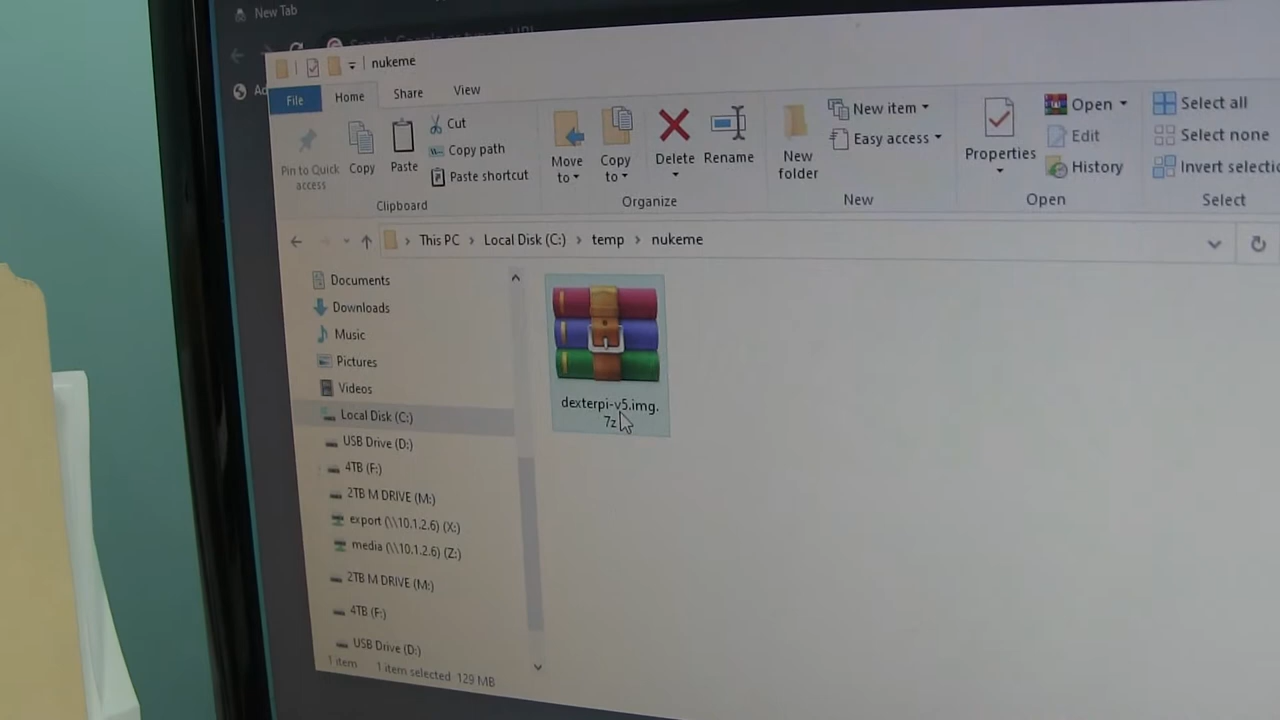 New Tab
nukeme
File Home Share View
Pin to Quick access
Copy
Paste
Cut
Copy path
Paste shortcut
Clipboard
Move to
Copy to
Delete
Rename
Organize
New folder
New item
Easy access
New
Properties
Open
Edit
History
Open
Select all
Select none
Invert
Select
This PC > Local Disk (C:) > temp > nukeme
Documents
Downloads
Music
Pictures
Videos
Local Disk (C:)
USB Drive (D:)
4TB (F:)
2TB M DRIVE (M:)
export (\\10.1.2.6) (X:)
media (\\10.1.2.6) (Z:)
2TB M DRIVE (M:)
4TB (F:)
USB Drive (D:)
dexterpi-v5.img.
7z
1 item 1 item selected 129 MB